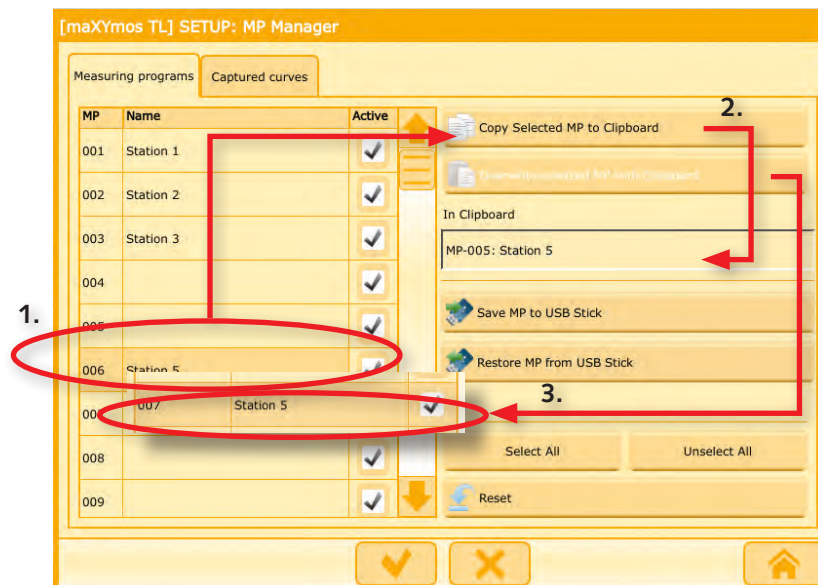 [maXYmos TL] SETUP: MP Manager
Measuring programs
Captured curves
MP Name Active
001 Station 1
002 Station 2
003 Station 3
004
005
006 Station 5
00
007 Station 5
008
009
1.
Copy Selected MP to Clipboard
2.
In Clipboard
MP-005: Station 5
Save MP to USB Stick
Restore MP from USB Stick
3.
Select All
Unselect All
Reset